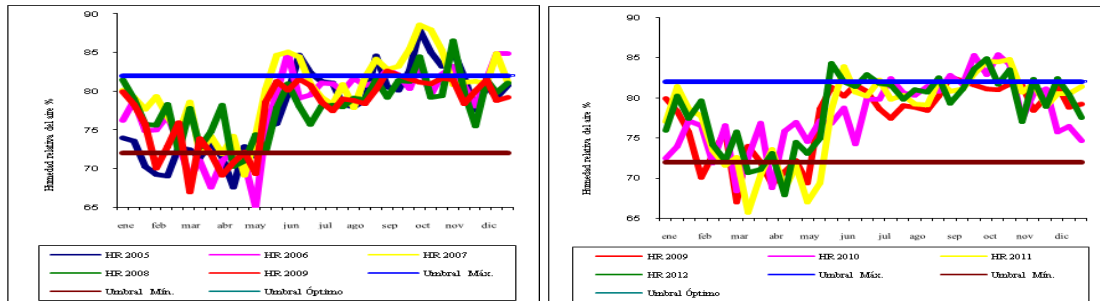 90
85
80
75
70
65
Humedad relativa del aire %
ene feb mar abr may jun jul ago sep oct nov dic
HR 2005 HR 2006 HR 2007
HR 2008 HR 2009 Umbral Máx.
Umbral Mín. Umbral Óptimo
90
85
80
75
70
65
Humedad relativa del aire %
ene feb mar abr may jun jul ago sep oct nov dic
HR 2009 HR 2010 HR 2011
HR 2012 Umbral Máx. Umbral Mín.
Umbral Óptimo